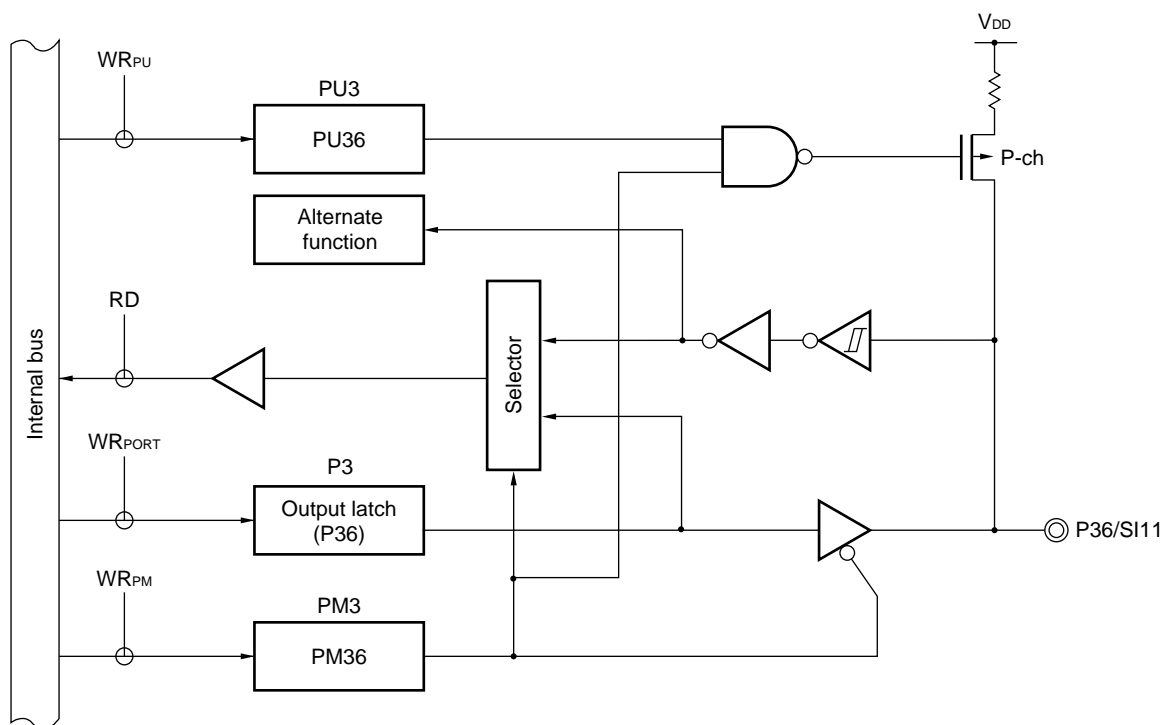 VDD
WRPU
PU3
PU36
P-ch
Alternate
function
RD
Selector
Internal bus
WRPORT
P3
Output latch
(P36)
P36/SI11
WRPM
PM3
PM36